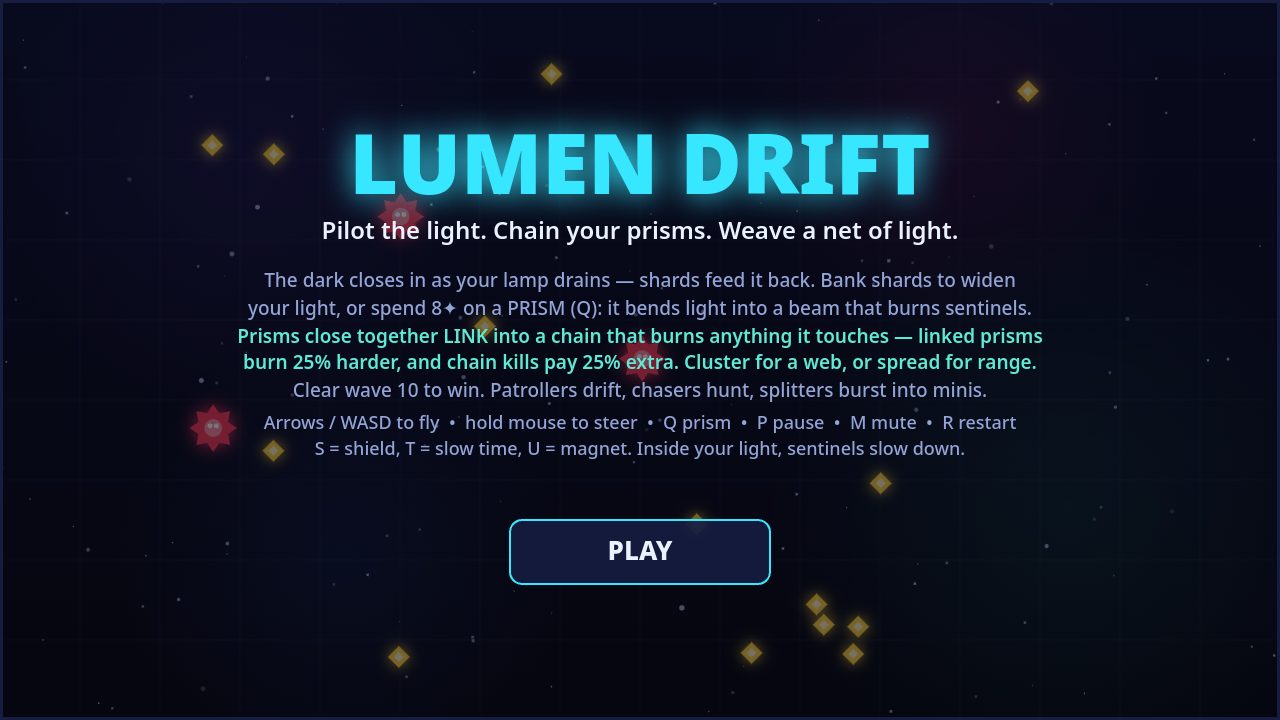 LUMEN DRIFT
Pilot the light. Chain your prisms. Weave a net of light.
The dark closes in as your lamp drains — shards feed it back. Bank shards to widen
your light, or spend 8✦ on a PRISM (Q): it bends light into a beam that burns sentinels.
Prisms close together LINK into a chain that burns anything it touches — linked prisms
burn 25% harder, and chain kills pay 25% extra. Cluster for a web, or spread for range.
Clear wave 10 to win. Patrollers drift, chasers hunt, splitters burst into minis.
Arrows / WASD to fly • hold mouse to steer • Q prism • P pause • M mute • R restart
S = shield, T = slow time, U = magnet. Inside your light, sentinels slow down.
PLAY